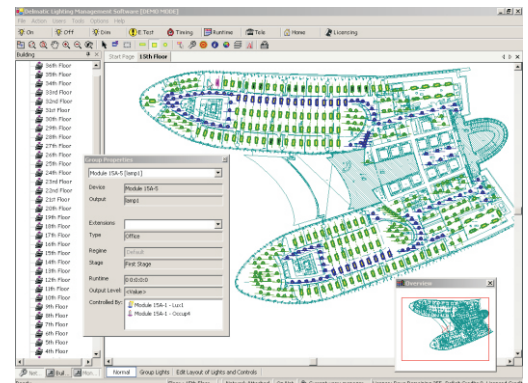 Delmatic Lighting Management Software [DEMO MODE]
File Action Users Tools Options Help
On Off Dim E.Test Timing Runtime Tele Home Licensing
Building
Start Page 15th Floor
36th Floor
35th Floor
34th Floor
33rd Floor
32nd Floor
31st Floor
30th Floor
29th Floor
28th Floor
27th Floor
26th Floor
25th Floor
24th Floor
23rd Floor
22nd Floor
21st Floor
20th Floor
19th Floor
18th Floor
17th Floor
16th Floor
15th Floor
14th Floor
13th Floor
12th Floor
11th Floor
10th Floor
9th Floor
8th Floor
7th Floor
6th Floor
5th Floor
4th Floor
Group Properties
Module 15A-5 [lamp1]
Device Module 15A-5
Output [lamp1]
Extensions
Type Office
Regime Default
Stage First Stage
Runtime 0:0:0:0
Output Level: <Value>
Controlled By: Module 15A-1 - Lux1
Module 15A-1 - Occup4
Overview
Net... Buil... Mon...
Normal Group Lights Edit Layout of Lights and Controls